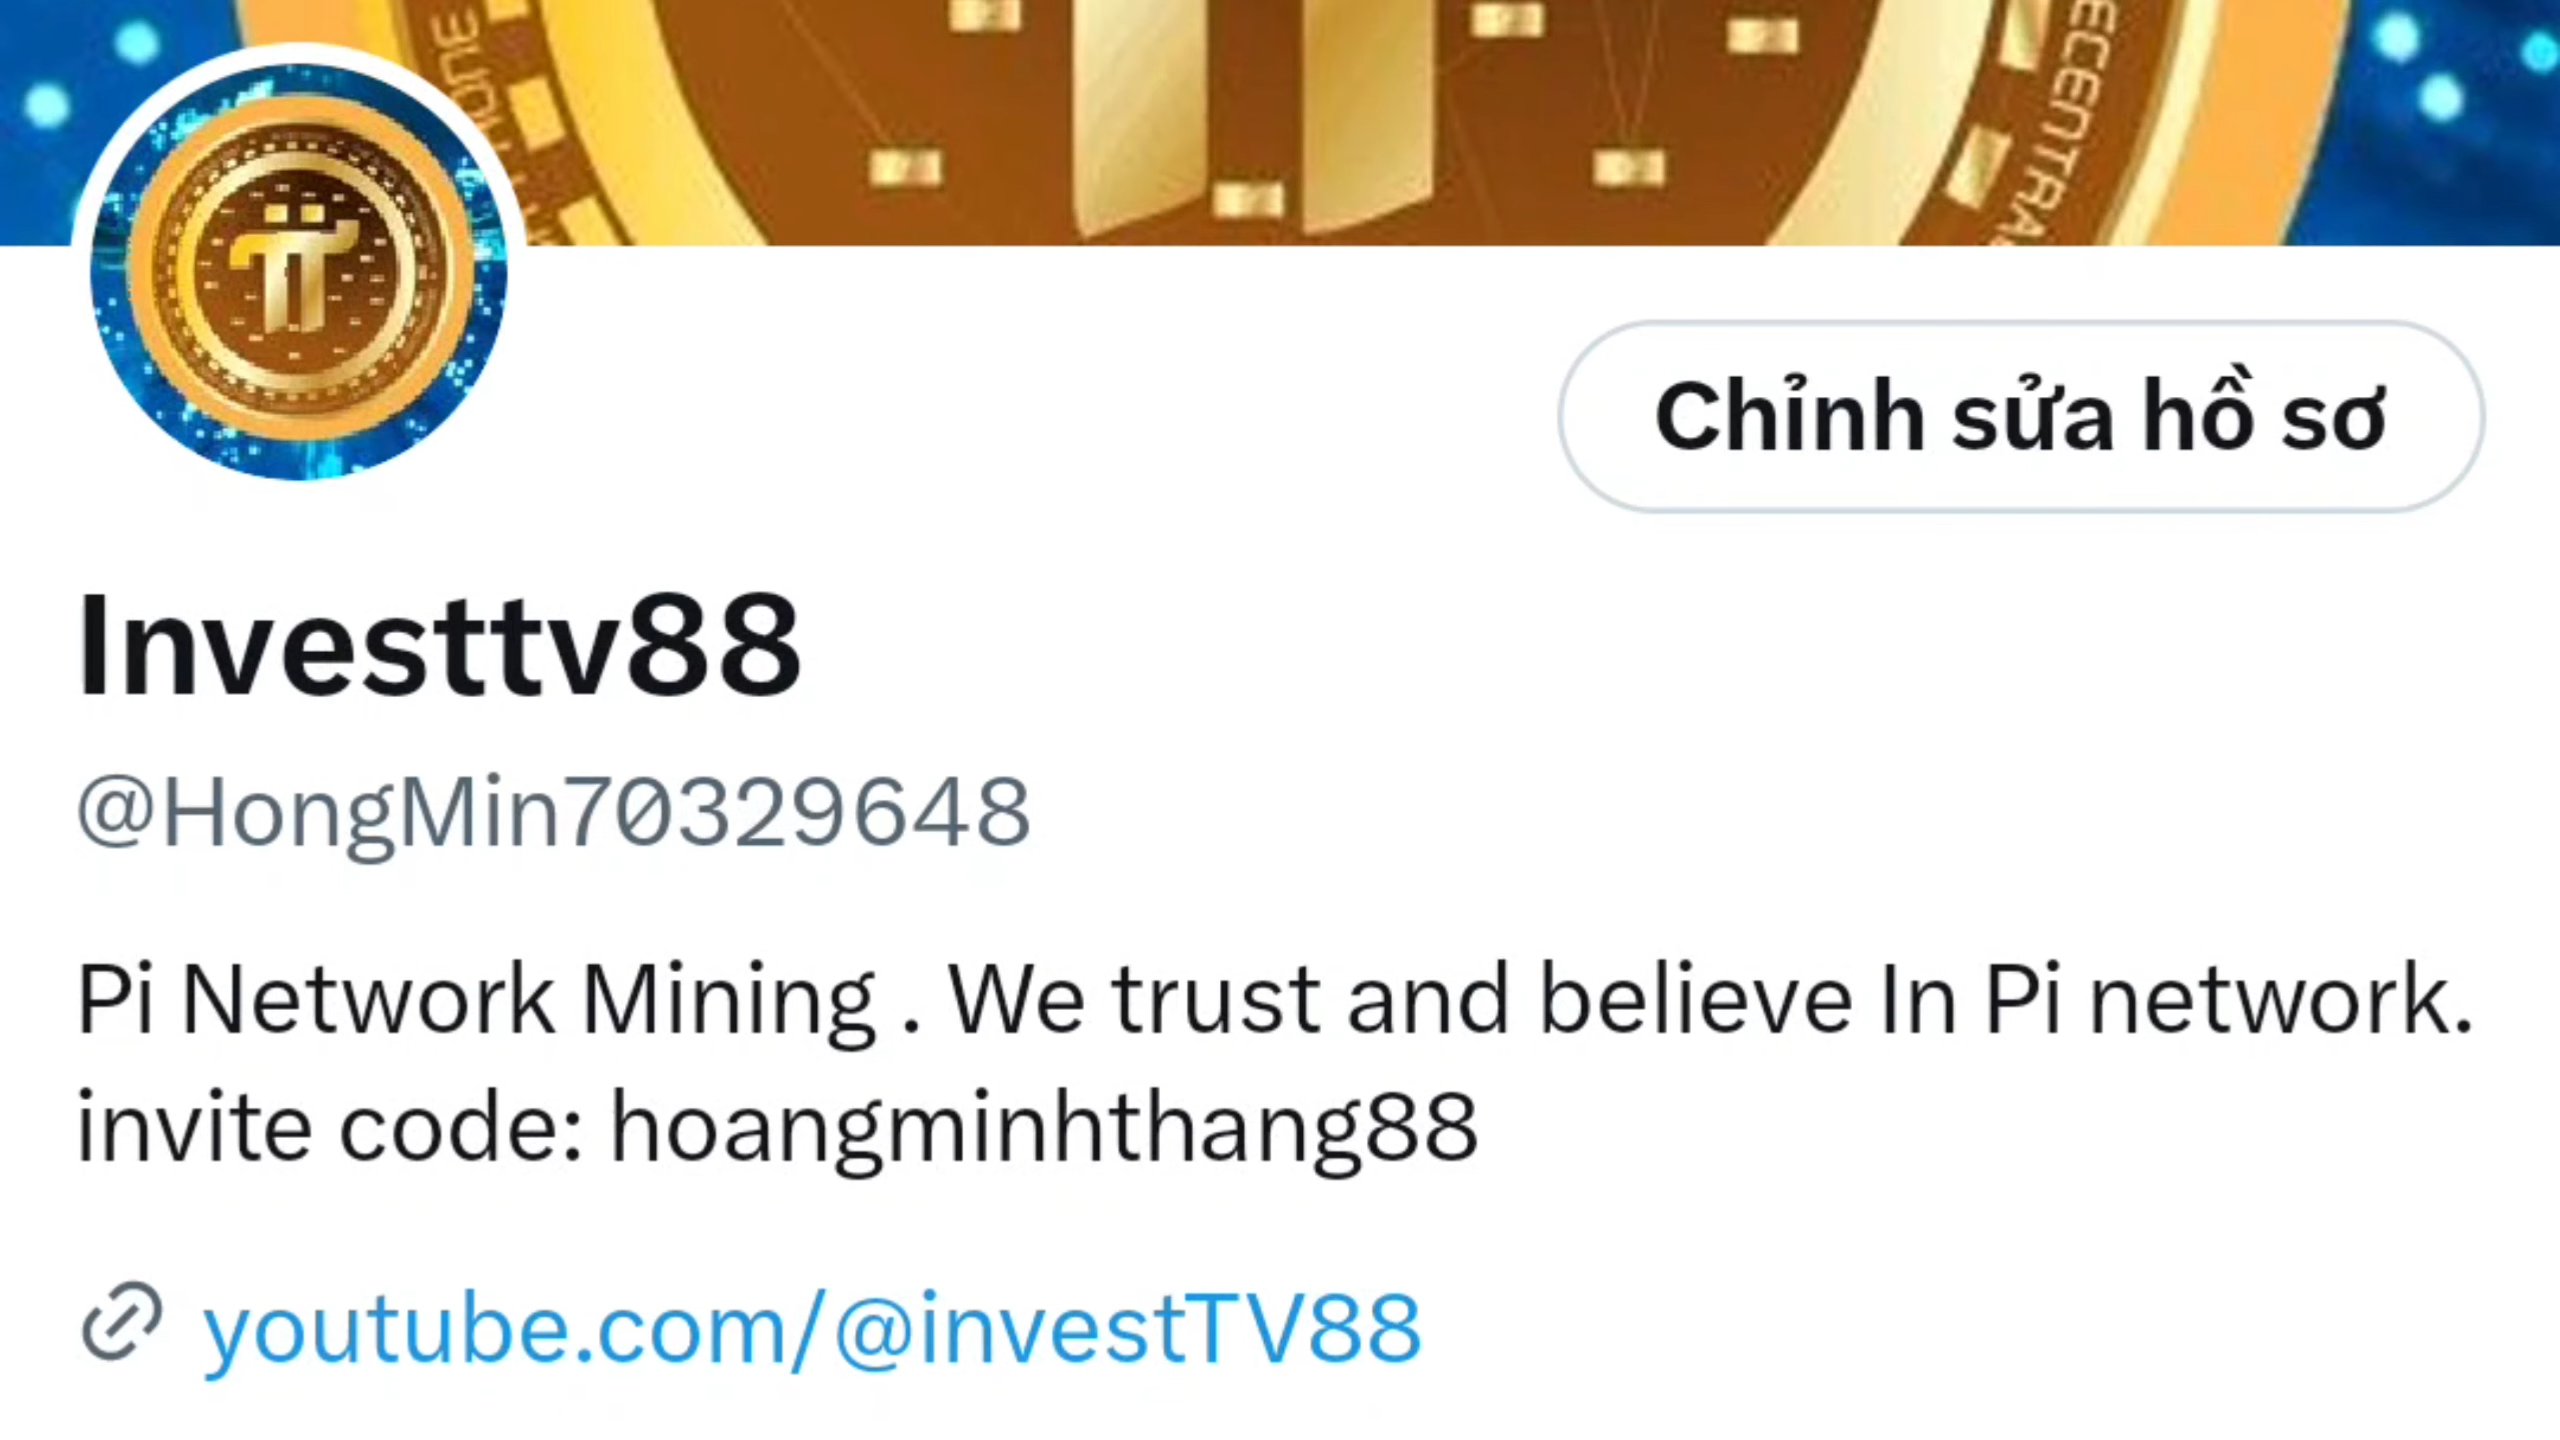 ECENTRA
Chỉnh sửa hồ sơ
Investtv88
@HongMin70329648
Pi Network Mining . We trust and believe In Pi network.
invite code: hoangminhthang88
youtube.com/@investTV88